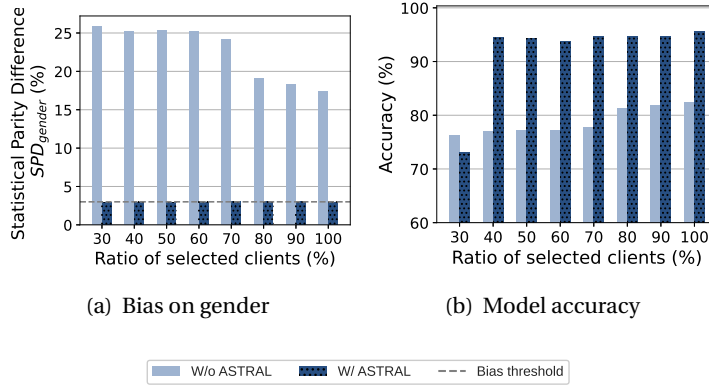 Statistical Parity Difference
SPDgender (%)
25
20
15
10
5
0
30 40 50 60 70 80 90 100
Ratio of selected clients (%)
(a) Bias on gender
Accuracy (%)
100
90
80
70
60
30 40 50 60 70 80 90 100
Ratio of selected clients (%)
(b) Model accuracy
W/o ASTRAL W/ ASTRAL Bias threshold